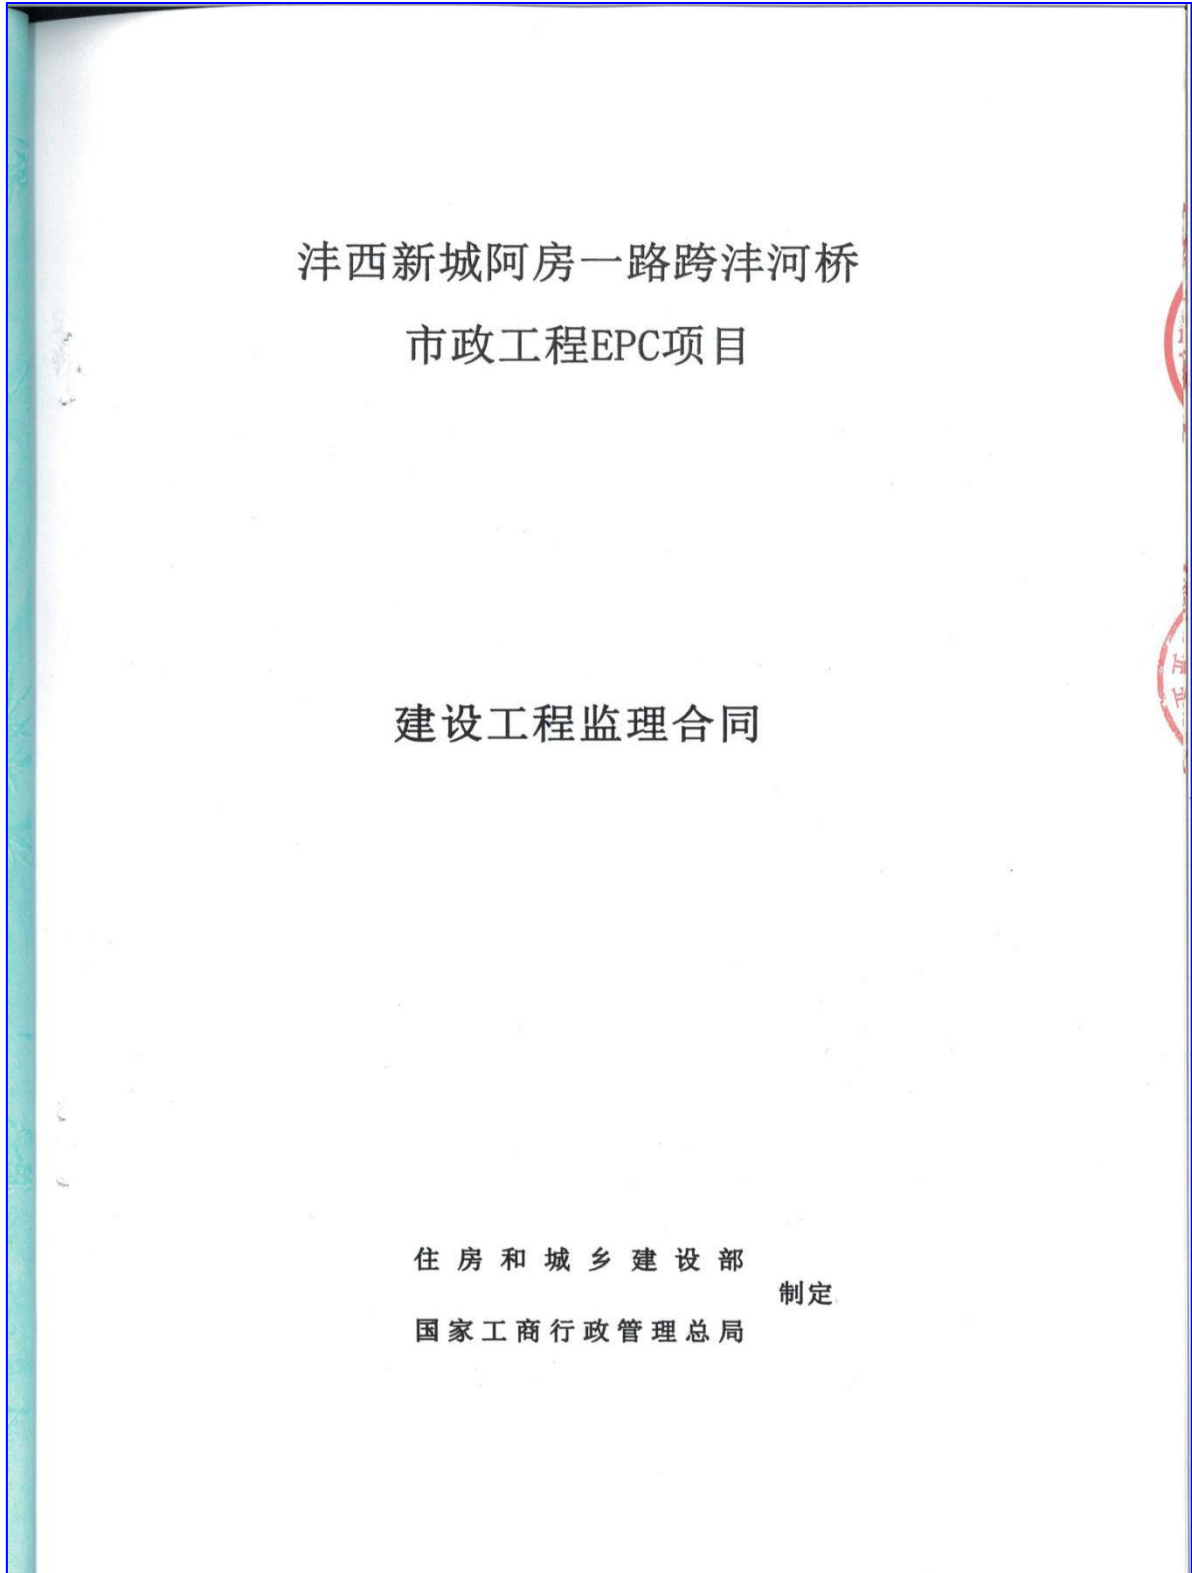 沣西新城阿房一路跨沣河桥
市政工程EPC项目
建设工程监理合同
住房和城乡建设部
制定
国家工商行政管理总局